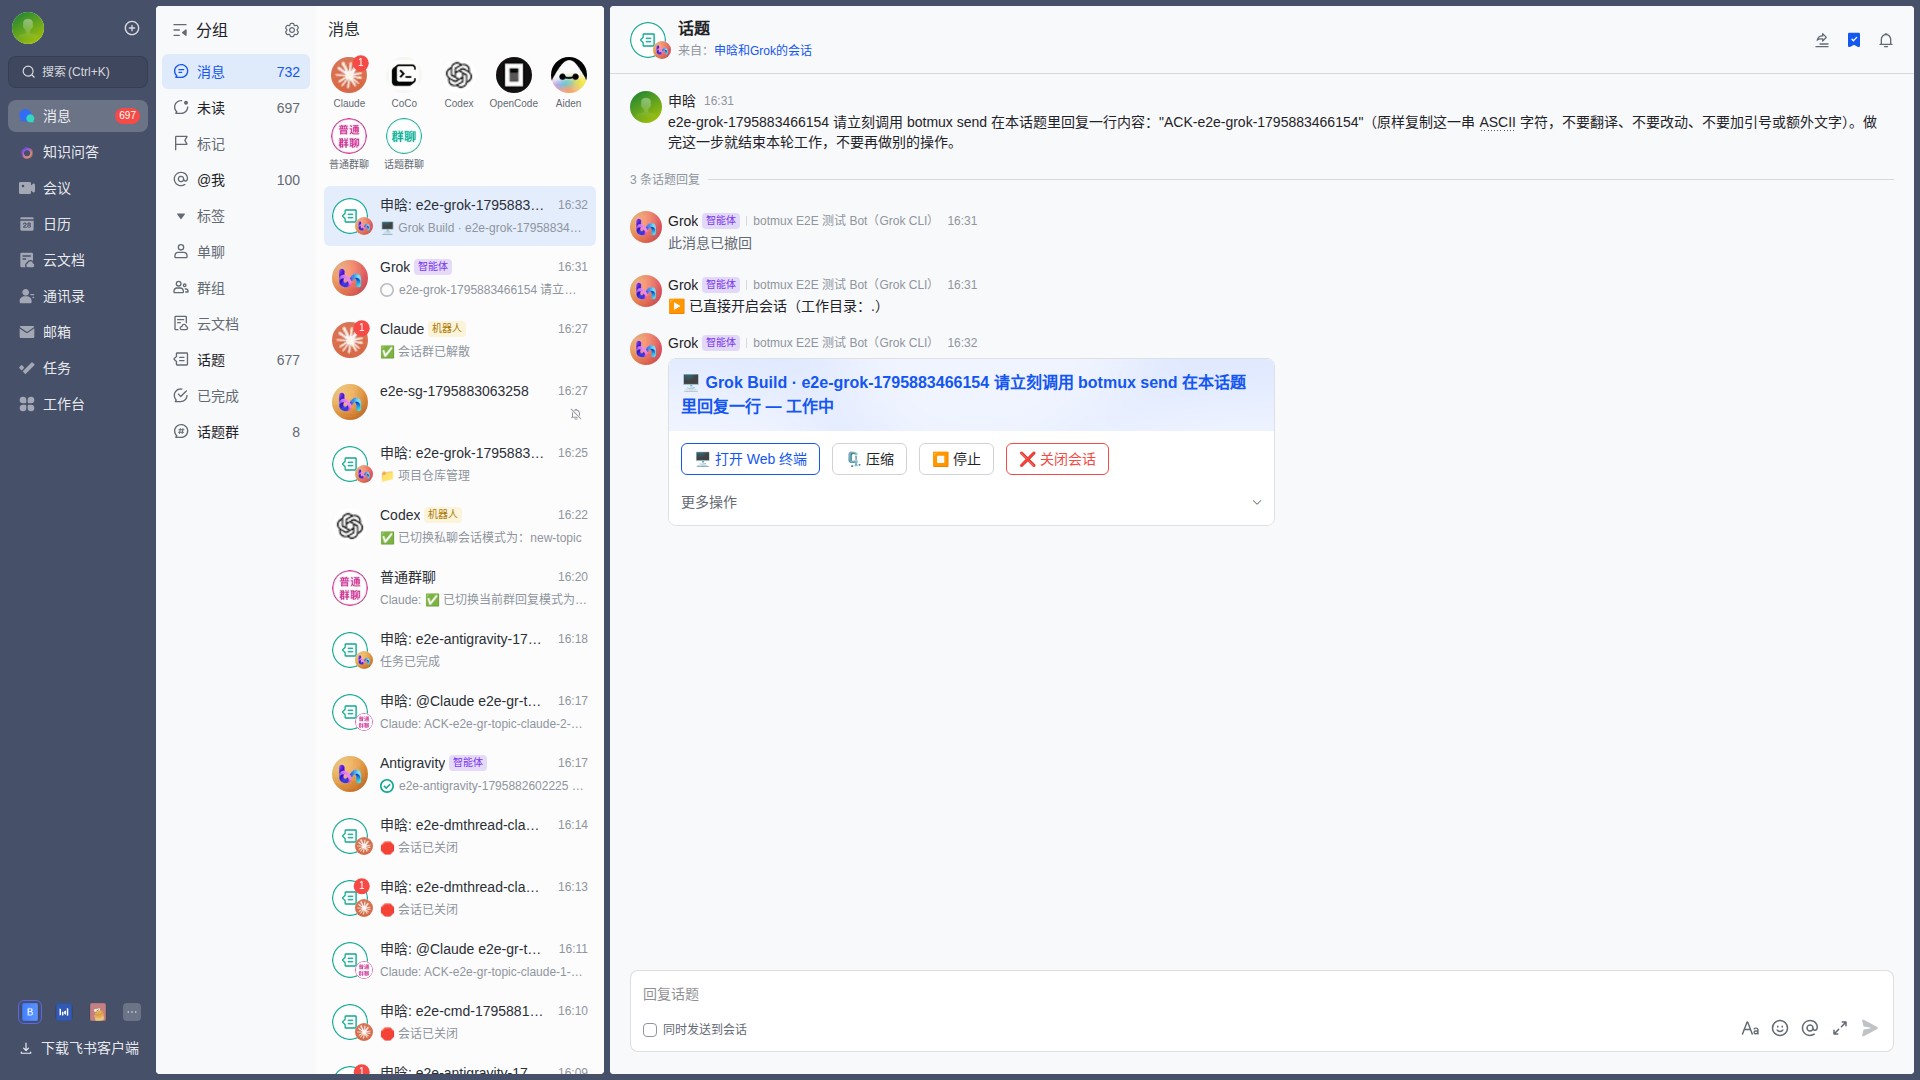 搜索 (Ctrl+K)
消息 697
知识问答
会议
日历
云文档
通讯录
邮箱
任务
工作台
下载飞书客户端
分组
消息 732
未读 697
标记
@我 100
标签
单聊
群组
云文档
话题 677
已完成
话题群 8
消息
1
Claude CoCo Codex OpenCode Aiden
普通群聊 群聊
普通群聊 话题群聊
申晗: e2e-grok-1795883... 16:32
Grok Build · e2e-grok-17958834...
Grok 智能体 16:31
e2e-grok-1795883466154 请立...
1
Claude 机器人 16:27
✅ 会话群已解散
e2e-sg-1795883063258 16:27
申晗: e2e-grok-1795883... 16:25
项目仓库管理
Codex 机器人 16:22
✅ 已切换私聊会话模式为：new-topic
普通群聊
普通群聊 16:20
Claude: ✅ 已切换当前群回复模式为...
申晗: e2e-antigravity-17... 16:18
任务已完成
申晗: @Claude e2e-gr-t... 16:17
Claude: ACK-e2e-gr-topic-claude-2-...
Antigravity 智能体 16:17
e2e-antigravity-1795882602225 ...
申晗: e2e-dmthread-cla... 16:14
会话已关闭
1
申晗: e2e-dmthread-cla... 16:13
会话已关闭
申晗: @Claude e2e-gr-t... 16:11
Claude: ACK-e2e-gr-topic-claude-1-...
申晗: e2e-cmd-1795881... 16:10
会话已关闭
1
申晗: e2e-antigravity-17... 16:09
话题
来自：申晗和Grok的会话
申晗 16:31
e2e-grok-1795883466154 请立刻调用 botmux send 在本话题里回复一行内容："ACK-e2e-grok-1795883466154"（原样复制这一串 ASCII 字符，不要翻译、不要改动、不要加引号或额外文字）。做
完这一步就结束本轮工作，不要再做别的操作。
3 条话题回复
Grok 智能体 botmux E2E 测试 Bot（Grok CLI） 16:31
此消息已撤回
Grok 智能体 botmux E2E 测试 Bot（Grok CLI） 16:31
▶️ 已直接开启会话（工作目录：.）
Grok 智能体 botmux E2E 测试 Bot（Grok CLI） 16:32
Grok Build · e2e-grok-1795883466154 请立刻调用 botmux send 在本话题
里回复一行 — 工作中
打开 Web 终端 压缩 停止 关闭会话
更多操作
回复话题
同时发送到会话